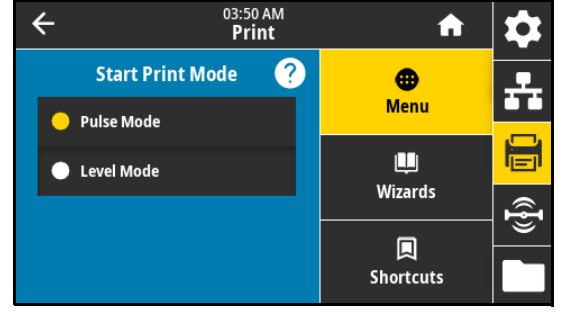 03:50 AM
Print
Start Print Mode ?
Pulse Mode
Level Mode
Menu
Wizards
Shortcuts